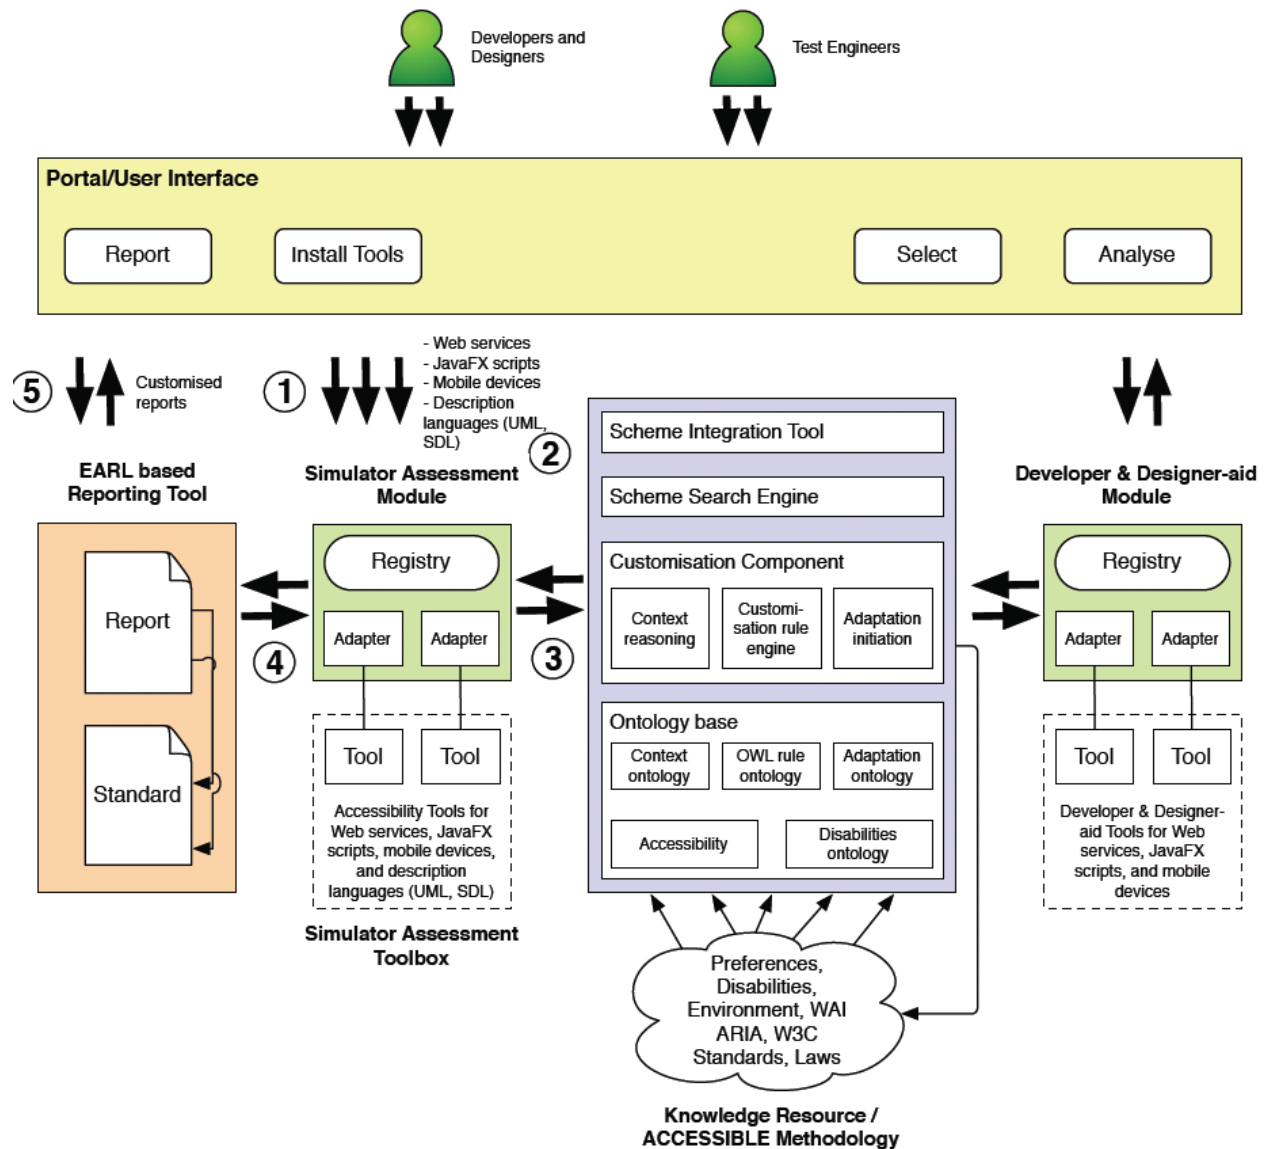 Developers and
Designers
Test Engineers
Portal/User Interface
Report
Install Tools
Select
Analyse
5
Customised
reports
1
- Web services
- JavaFX scripts
- Mobile devices
- Description
languages (UML,
SDL)
2
EARL based
Reporting Tool
Simulator Assessment
Module
Developer & Designer-aid
Module
Report
Standard
4
Registry
Adapter
Adapter
Tool
Tool
Accessibility Tools for
Web services, JavaFX
scripts, mobile devices,
and description
languages (UML, SDL)
Simulator Assessment
Toolbox
3
Scheme Integration Tool
Scheme Search Engine
Customisation Component
Context
reasoning
Customi-
sation rule
engine
Adaptation
initiation
Ontology base
Context
ontology
OWL rule
ontology
Adaptation
ontology
Accessibility
Disabilities
ontology
Registry
Adapter
Adapter
Tool
Tool
Developer & Designer-
aid Tools for Web
services, JavaFX
scripts, and mobile
devices
Preferences,
Disabilities,
Environment, WAI
ARIA, W3C
Standards, Laws
Knowledge Resource /
ACCESSIBLE Methodology